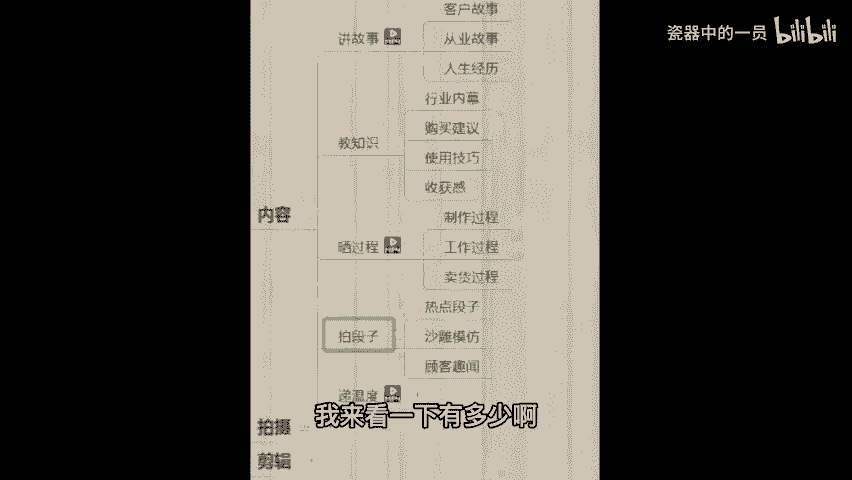 客户故事
讲故事
从业故事
人生经历
行业内幕
购买建议
教知识
使用技巧
收获感
内容
制作过程
晒过程
工作过程
卖货过程
热点段子
拍段子
沙雕模仿
顾客趣闻
递温度
我来看一下有多少啊
拍摄
剪辑
瓷器中的一员 bilibili